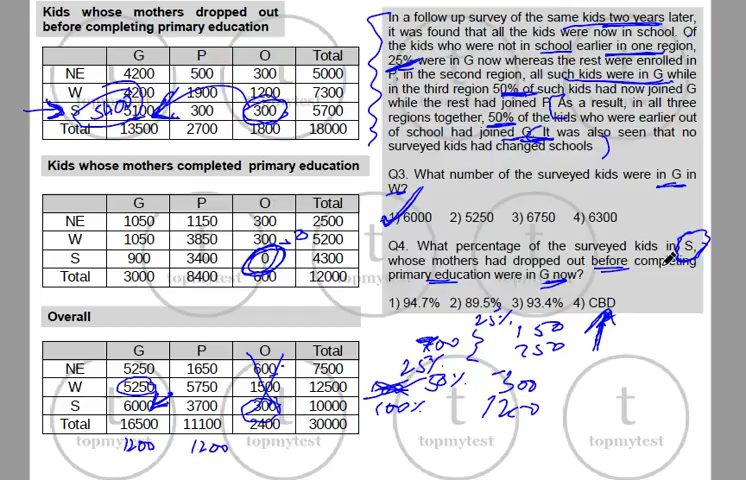 Kids whose mothers dropped out
before completing primary education
G P O Total
NE 4200 500 300 5000
W 4200 1900 1200 7300
S 5100 300 300 5700
5400
Total 13500 2700 1800 18000
Kids whose mothers completed primary education
G P O Total
NE 1050 1150 300 2500
W 1050 3850 300 5200
S 900 3400 0 4300
Total 3000 8400 600 12000
Overall
G P O Total
NE 5250 1650 600 7500
W 5250 5750 1500 12500
S 6000 3700 300 10000
Total 16500 11100 2400 30000
1200 1200
In a follow up survey of the same kids two years later,
it was found that all the kids were now in school. Of
the kids who were not in school earlier in one region,
25% were in G now whereas the rest were enrolled in
P, in the second region, all such kids were in G while
in the third region 50% of such kids had now joined G
while the rest had joined P. As a result, in all three
regions together, 50% of the kids who were earlier out
of school had joined G. It was also seen that no
surveyed kids had changed schools
Q3. What number of the surveyed kids were in G in
W?
1) 6000 2) 5250 3) 6750 4) 6300
Q4. What percentage of the surveyed kids in S,
whose mothers had dropped out before competing
primary education were in G now?
1) 94.7% 2) 89.5% 3) 93.4% 4) CBD
25% 150
750
25%
50% 300
100% 1200
t
topmytest
t
topmytest
t
topmytest
t
topmytest